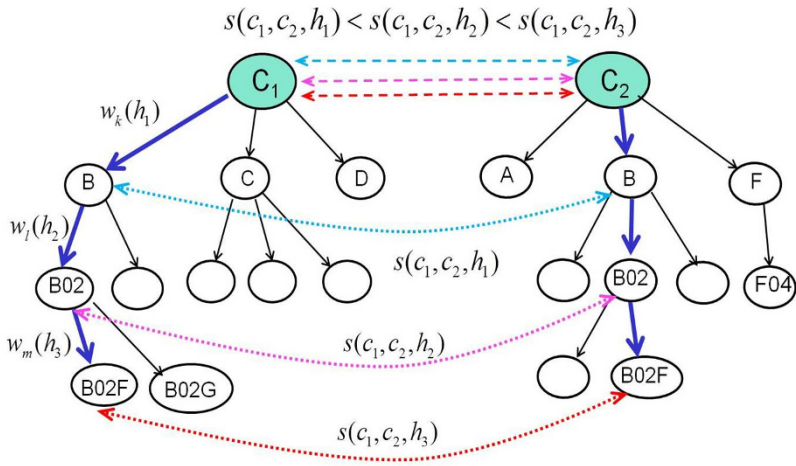 s(c₁,c₂,h₁) < s(c₁,c₂,h₂) < s(c₁,c₂,h₃)
C₁ C₂
wₖ(h₁)
B C D A B F
wₗ(h₂)
s(c₁,c₂,h₁)
B02 B02 F04
wₘ(h₃)
s(c₁,c₂,h₂)
B02F B02G B02F
s(c₁,c₂,h₃)